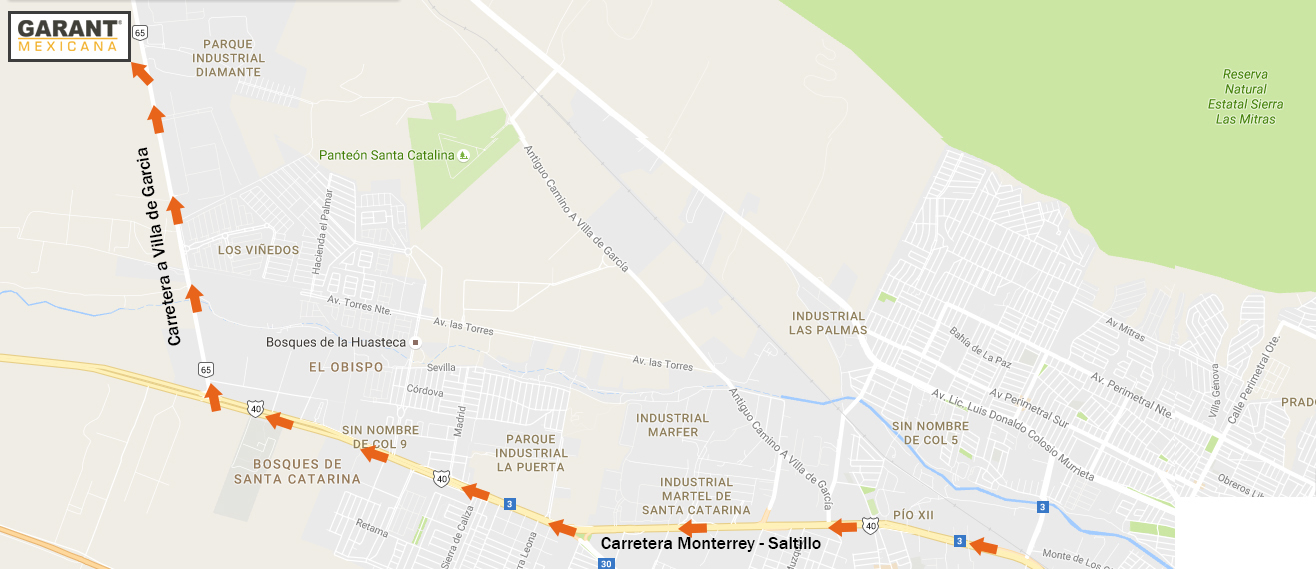 GARANT®
MEXICANA
65
PARQUE
INDUSTRIAL
DIAMANTE
Reserva
Natural
Estatal Sierra
Las Mitras
Panteón Santa Catalina
Antiguo Camino A Villa de García
Carretera a Villa de Garcia
Hacienda el Palmar
LOS VIÑEDOS
Av. Torres Nte.
Av. las Torres
INDUSTRIAL
LAS PALMAS
Av Mitras
Bahía de La Paz
Bosques de la Huasteca
Av. las Torres
65
EL OBISPO
Sevilla
Córdova
Madrid
Av. Perimetral Nte.
Av Perimetral Sur
Av. Lic. Luis Donaldo Colosio Murrieta
Villa Génova
Calle Perimetral Ote.
PRADO
40
SIN NOMBRE
DE COL 9
INDUSTRIAL
MARFER
Antiguo Camino A Villa de García
SIN NOMBRE
DE COL 5
PARQUE
INDUSTRIAL
LA PUERTA
BOSQUES DE
SANTA CATARINA
40
INDUSTRIAL
MARTEL DE
SANTA CATARINA
Obreros Lib
3
3
Retama
Sierra de Caliza
Sierra Leona
40
PÍO XII
3
Carretera Monterrey - Saltillo
Muzq
Monte de Los C
30